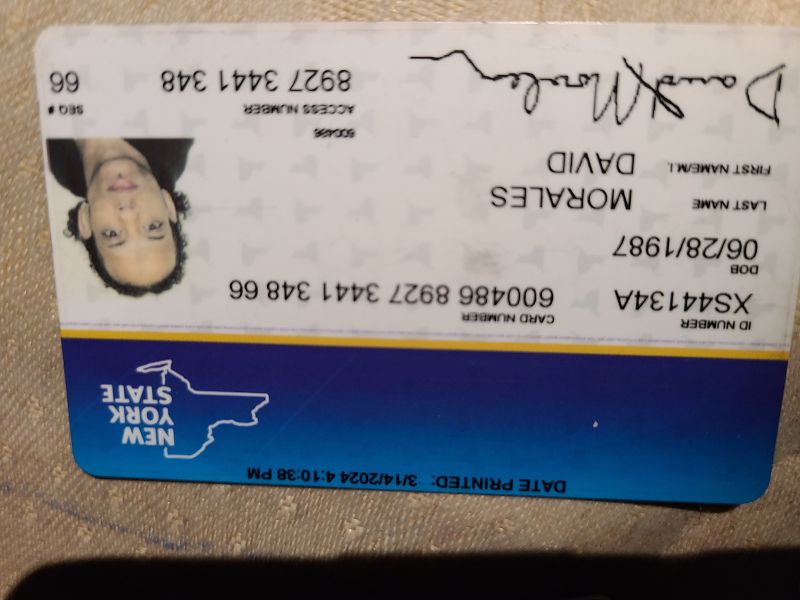 DATE PRINTED: 3/14/2024 4:10:38 PM
NEW
YORK
STATE
ID NUMBER
XS44134A
CARD NUMBER
600486 8927 3441 348 66
DOB
06/28/1987
LAST NAME MORALES
FIRST NAME/M.I. DAVID
David Morales
600486
ACCESS NUMBER
8927 3441 348
SEQ #
66